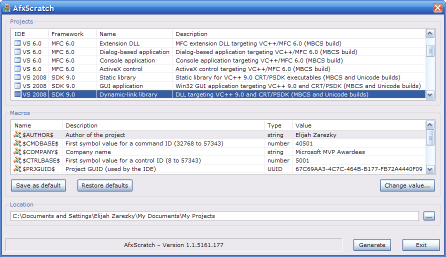 AfxScratch
Projects
IDE Framework Name Description
VS 6.0 MFC 6.0 Extension DLL MFC extension DLL targeting VC++/MFC 6.0 (MBCS build)
VS 6.0 MFC 6.0 Dialog-based application Dialog-based application targeting VC++/MFC 6.0 (MBCS build)
VS 6.0 MFC 6.0 Console application Console application targeting VC++/MFC 6.0 (MBCS build)
VS 6.0 MFC 6.0 ActiveX control ActiveX control targeting VC++/MFC 6.0 (MBCS build)
VS 2008 SDK 9.0 Static library Static library for VC++ 9.0 CRT/PSDK executables (MBCS and Unicode builds)
VS 2008 SDK 9.0 GUI application Win32 GUI application targeting VC++ 9.0 CRT/PSDK (MBCS and Unicode builds)
VS 2008 SDK 9.0 Dynamic-link library DLL targeting VC++ 9.0 CRT/PSDK (MBCS and Unicode builds)
Macros
Name Description Type Value
$AUTHOR$ Author of the project string Elijah Zarezky
$CMDBASE$ First symbol value for a command ID (32768 to 57343) number 40501
$COMPANY$ Company name string Microsoft MVP Awardees
$CTRLBASE$ First symbol value for a control ID (8 to 57343) number 5001
$PRJGUID$ Project GUID (used by the IDE) UUID 67C69AA3-4C7C-464B-B177-FB72A4440F09
Save as default Restore defaults Change value...
Location
C:\Documents and Settings\Elijah Zarezky\My Documents\My Projects ...
AfxScratch – Version 1.1.5161.177 Generate Exit